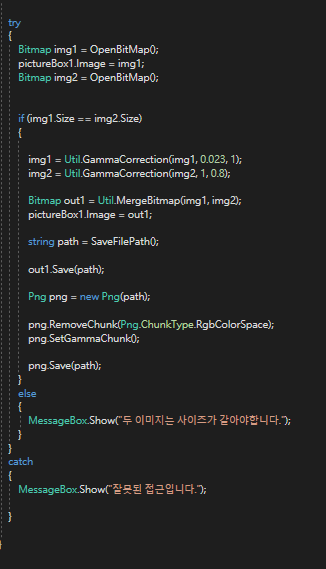 try
{
Bitmap img1 = OpenBitMap();
pictureBox1.Image = img1;
Bitmap img2 = OpenBitMap();
if (img1.Size == img2.Size)
{
img1 = Util.GammaCorrection(img1, 0.023, 1);
img2 = Util.GammaCorrection(img2, 1, 0.8);
Bitmap out1 = Util.MergeBitmap(img1, img2);
pictureBox1.Image = out1;
string path = SaveFilePath();
out1.Save(path);
Png png = new Png(path);
png.RemoveChunk(Png.ChunkType.RgbColorSpace);
png.SetGammaChunk();
png.Save(path);
}
else
{
MessageBox.Show("두 이미지는 사이즈가 같아야합니다.");
}
}
catch
{
MessageBox.Show("잘못된 접근입니다.");
}
}